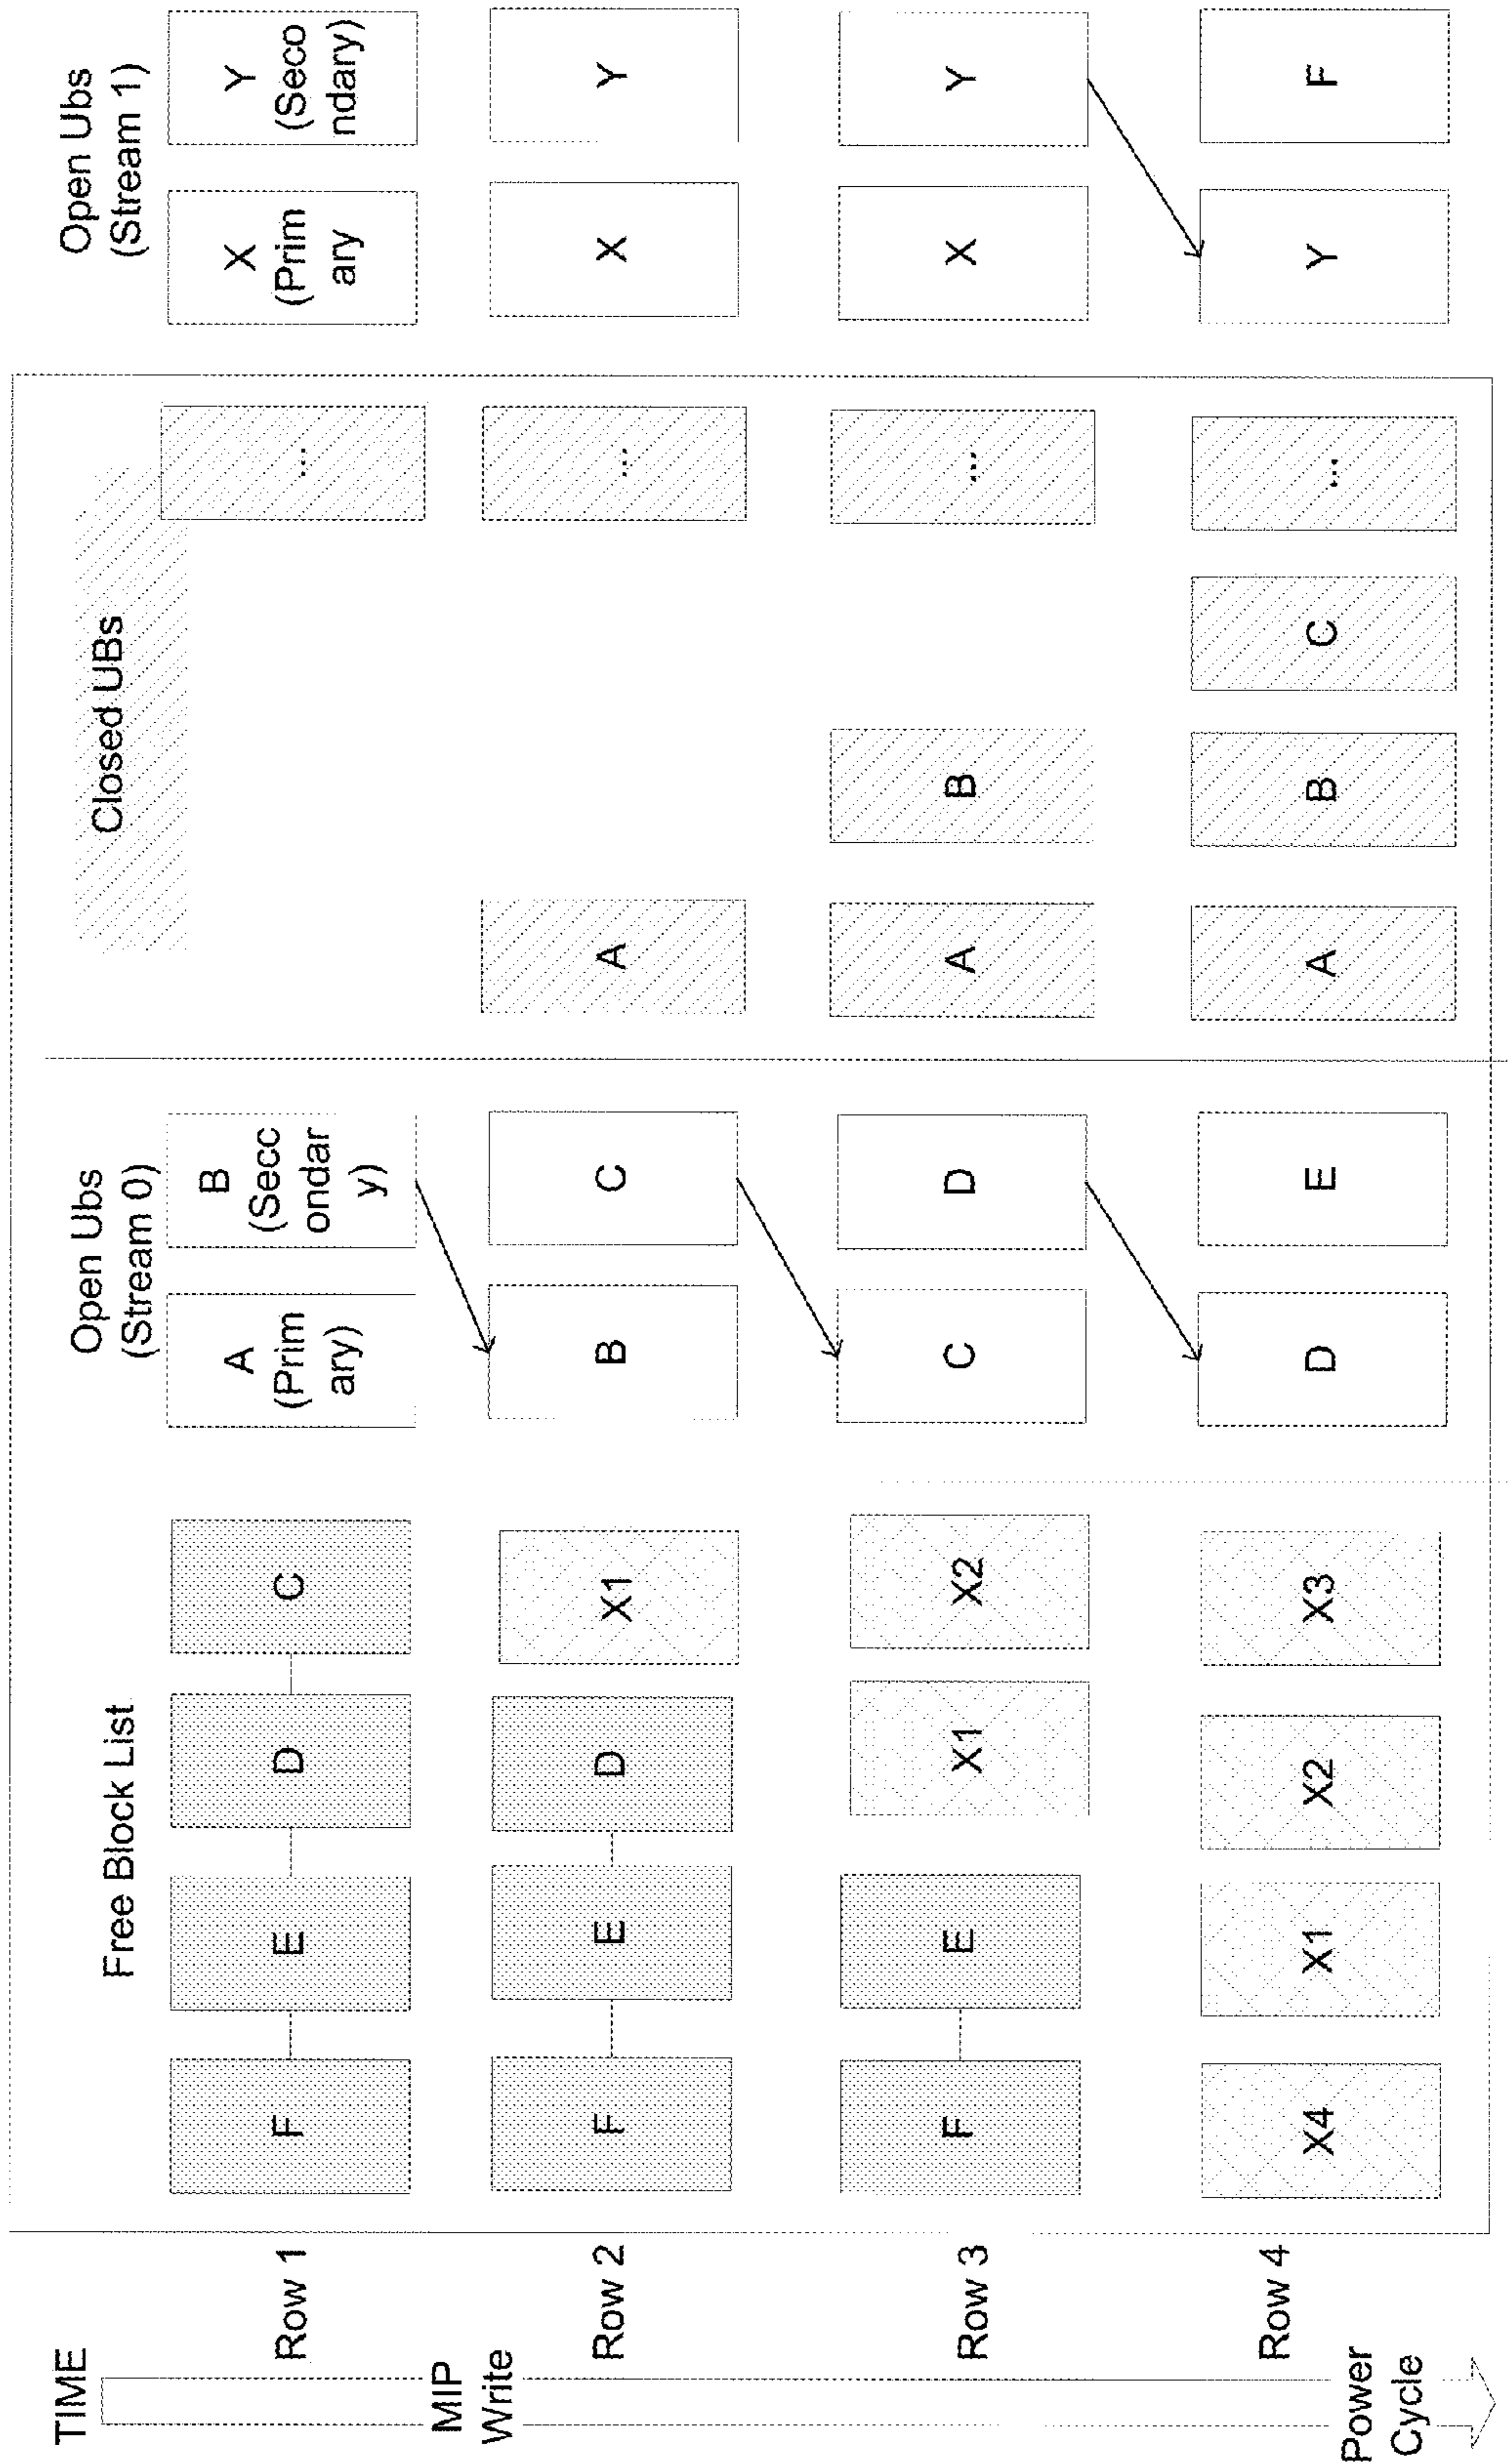 TIME
Free Block List
Open Ubs
(Stream 0)
Closed UBs
Open Ubs
(Stream 1)
Row 1
F
E
D
C
A
(Prim
ary)
B
(Secc
ondar
y)
...
X
(Prim
ary
Y
(Seco
ndary)
MIP
Write
Row 2
F
E
D
X1
B
C
A
...
X
Y
Row 3
F
E
X1
X2
C
D
A
B
...
X
Y
Row 4
X4
X1
X2
X3
D
E
A
B
C
...
Y
F
Power
Cycle